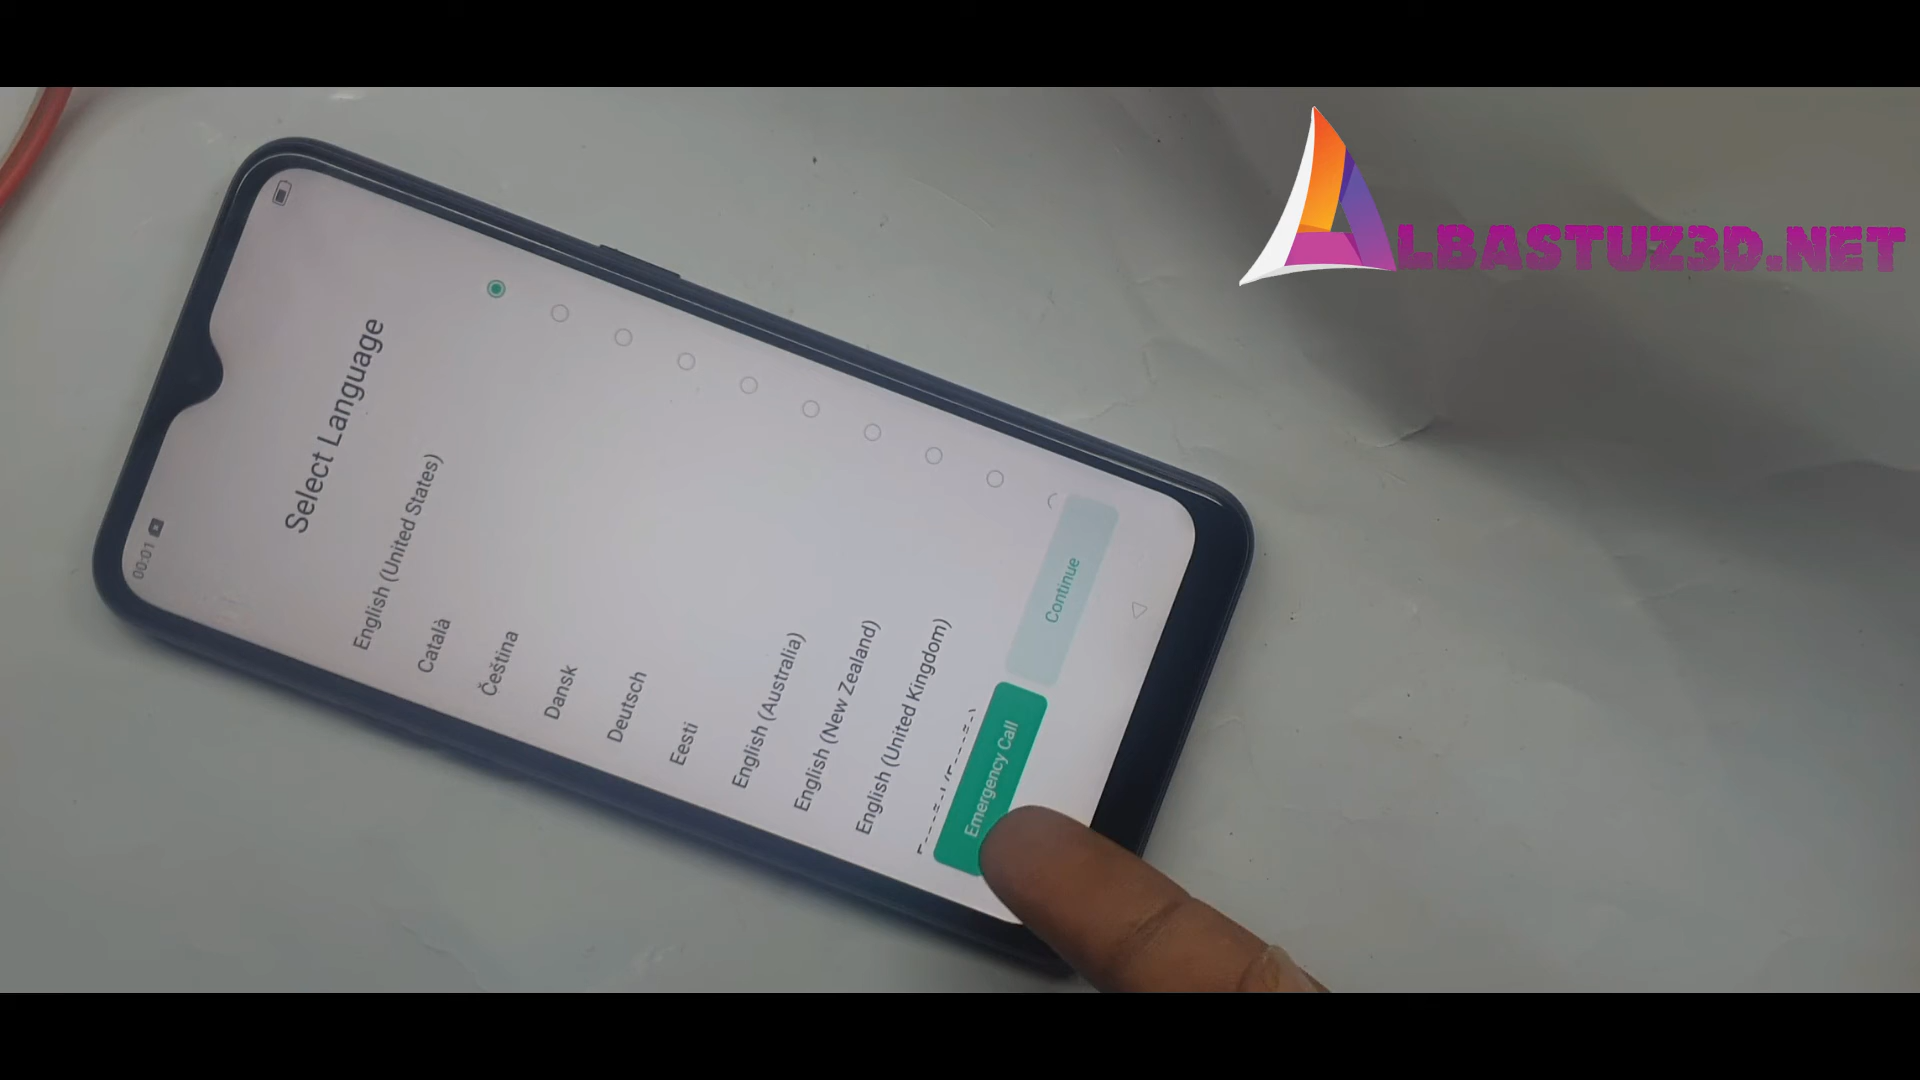 ALBASTUZ3D.NET
00:01
Select Language
English (United States)
Català
Čeština
Dansk
Deutsch
Eesti
English (Australia)
English (New Zealand)
English (United Kingdom)
Emergency Call
Continue